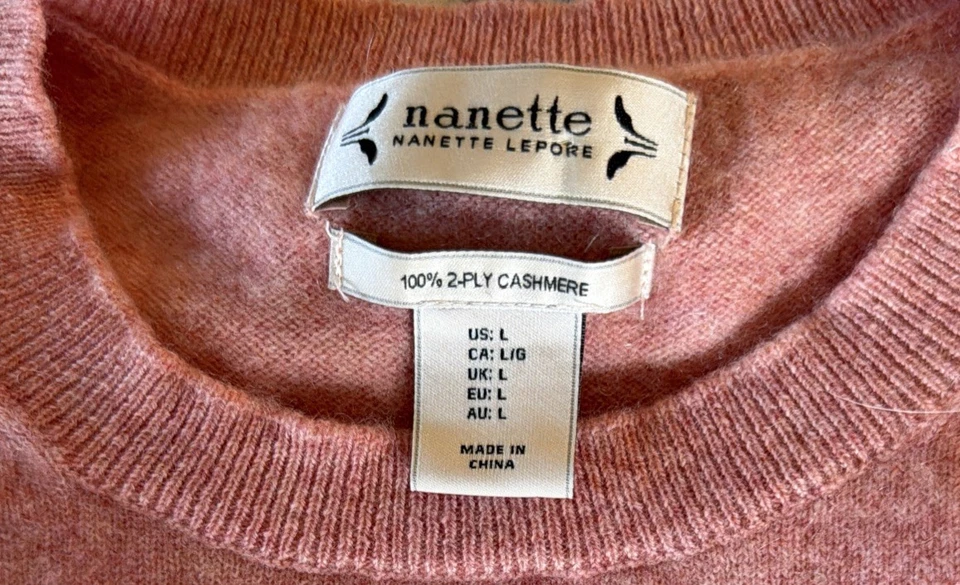 nanette
NANETTE LEPORE
100% 2-PLY CASHMERE
US: L
CA: L/G
UK: L
EU: L
AU: L
MADE IN
CHINA